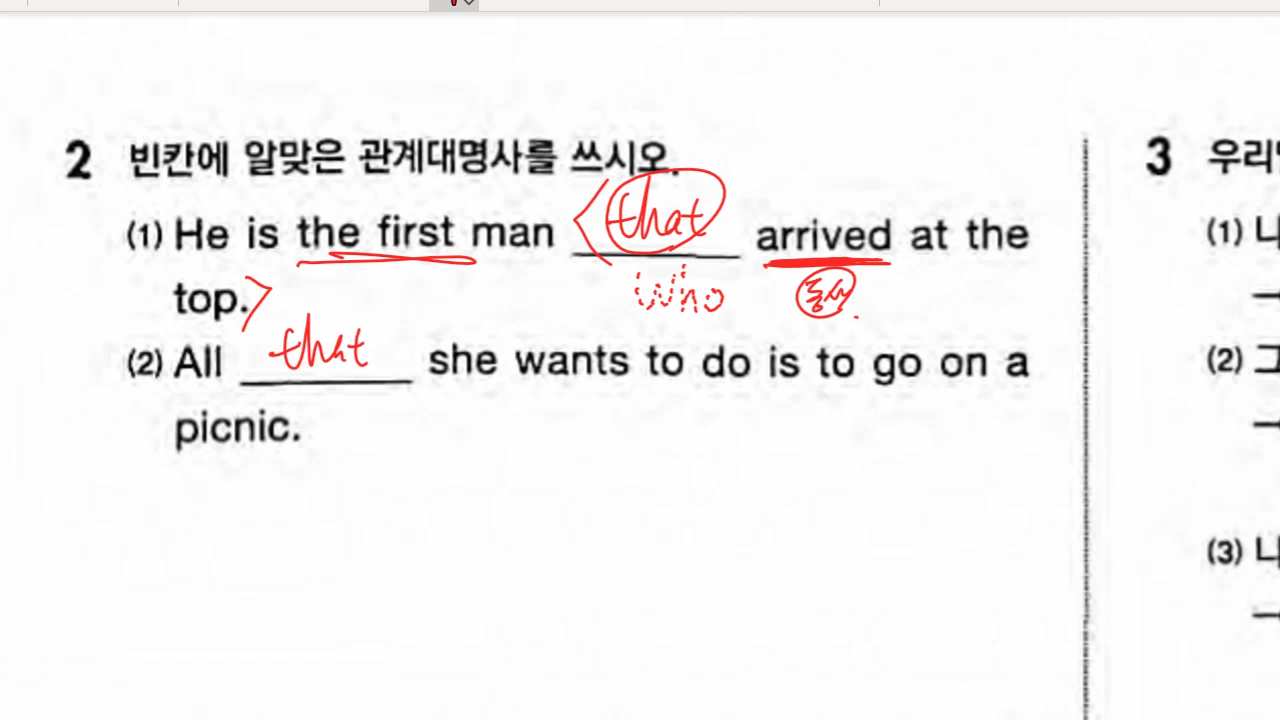 2 빈칸에 알맞은 관계대명사를 쓰시오.
(1) He is the first man <that arrived at the
who 동사.
top.>
(2) All that she wants to do is to go on a
picnic.
3 우리
(1) 나
→
(2) 그
→
(3) 나
→